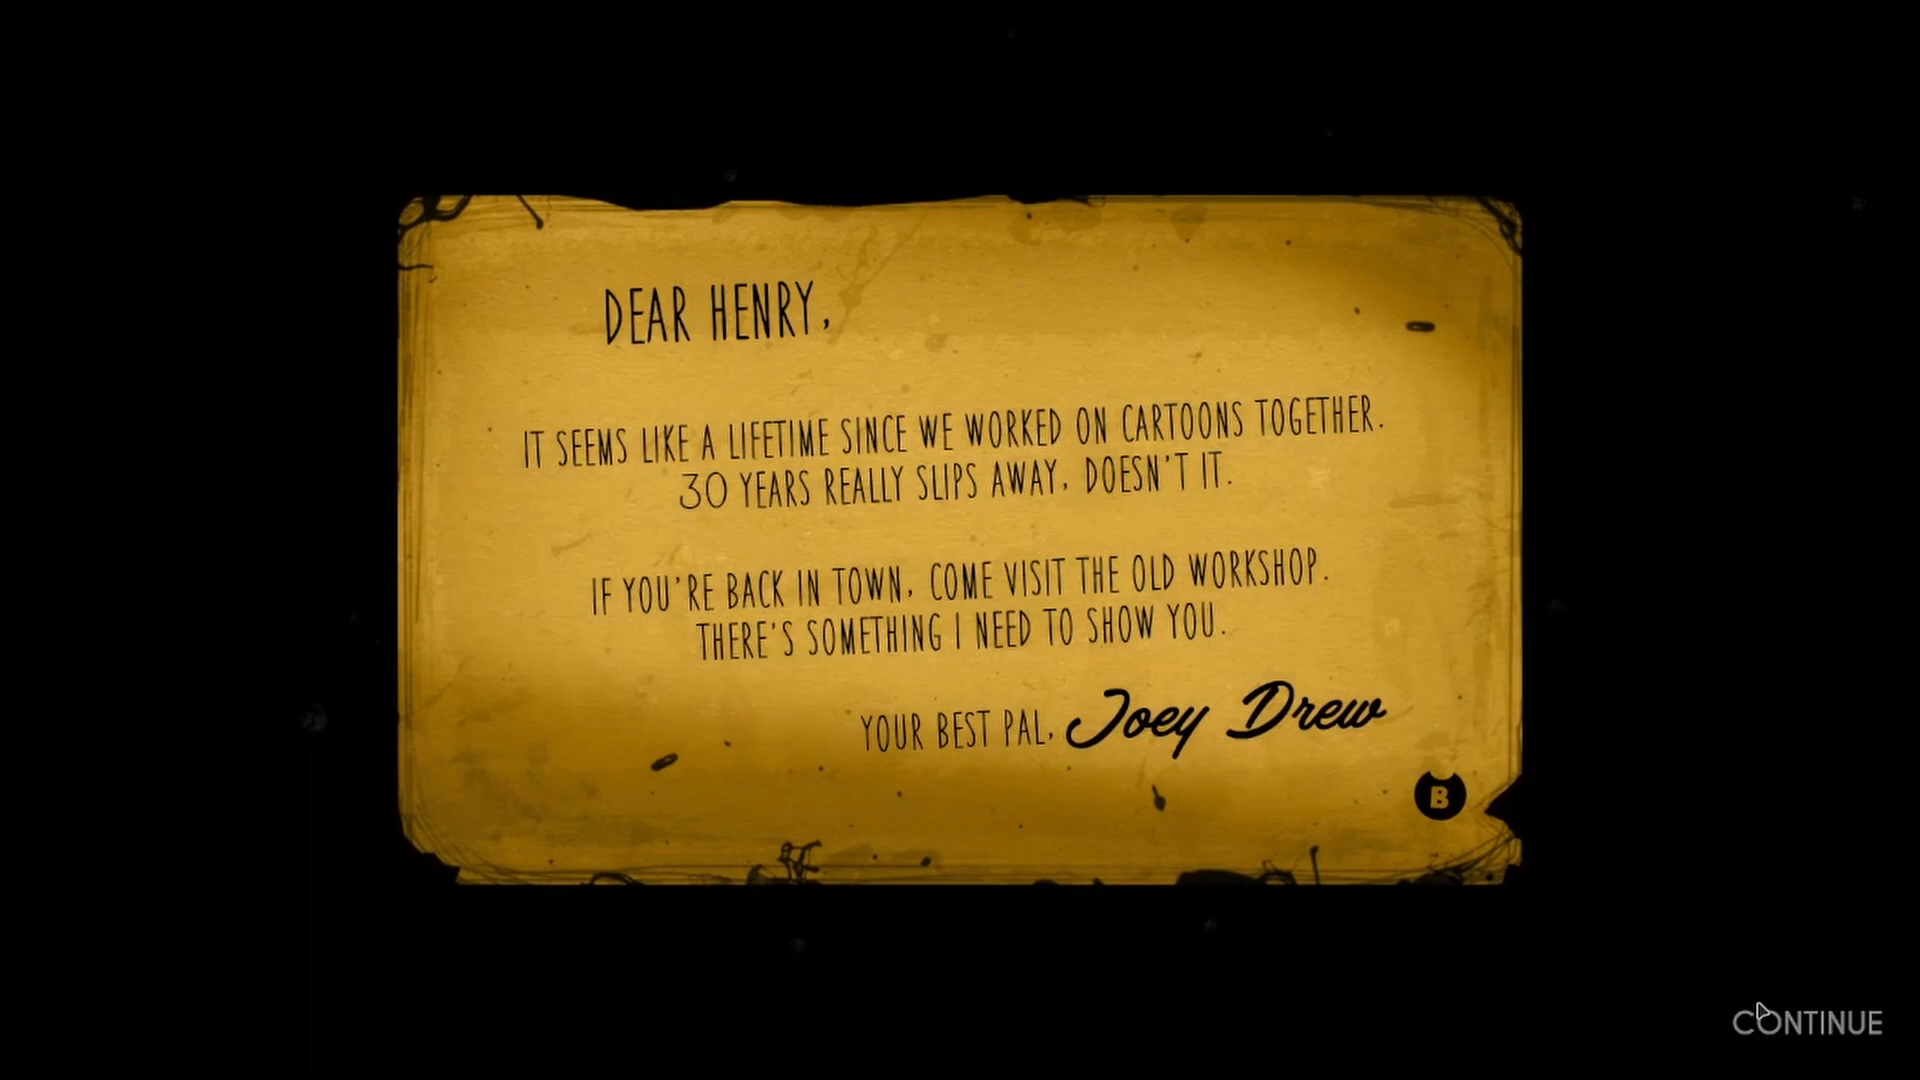 DEAR HENRY,
IT SEEMS LIKE A LIFETIME SINCE WE WORKED ON CARTOONS TOGETHER.
30 YEARS REALLY SLIPS AWAY, DOESN'T IT.
IF YOU'RE BACK IN TOWN, COME VISIT THE OLD WORKSHOP.
THERE'S SOMETHING I NEED TO SHOW YOU.
YOUR BEST PAL, Joey Drew
B
CONTINUE